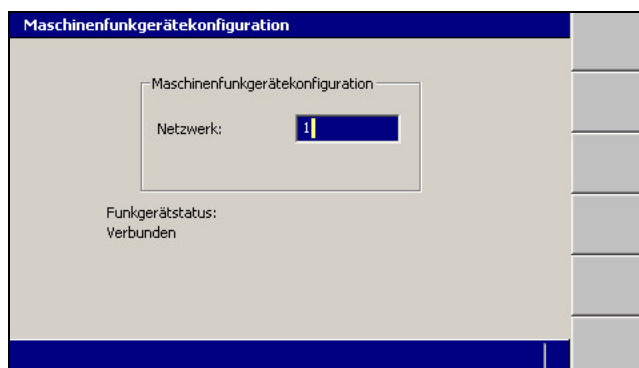 Maschinenfunkgerätekonfiguration
Maschinenfunkgerätekonfiguration
Netzwerk: 1
Funkgerätstatus:
Verbunden